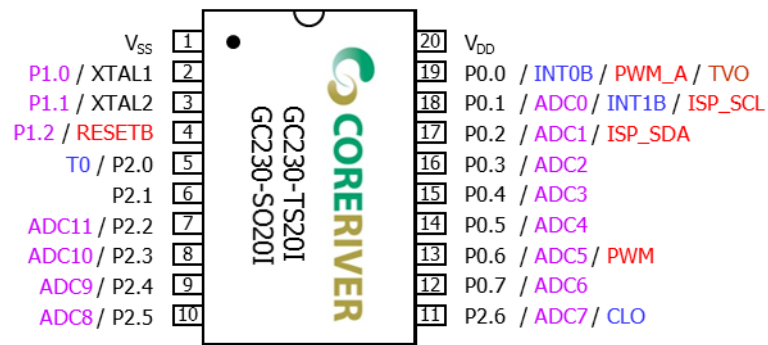 V_SS 1
P1.0 / XTAL1 2
P1.1 / XTAL2 3
P1.2 / RESETB 4
T0 / P2.0 5
P2.1 6
ADC11 / P2.2 7
ADC10 / P2.3 8
ADC9 / P2.4 9
ADC8 / P2.5 10
GC230-TS20I
GC230-SO20I
CORERIVER
20 V_DD
19 P0.0 / INT0B / PWM_A / TVO
18 P0.1 / ADC0 / INT1B / ISP_SCL
17 P0.2 / ADC1 / ISP_SDA
16 P0.3 / ADC2
15 P0.4 / ADC3
14 P0.5 / ADC4
13 P0.6 / ADC5 / PWM
12 P0.7 / ADC6
11 P2.6 / ADC7 / CLO